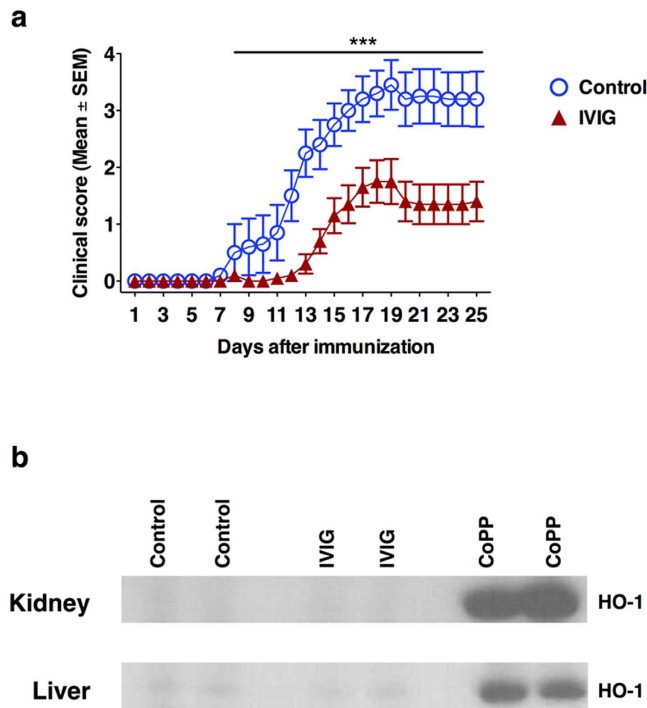 a
***
Clinical score (Mean ± SEM)
4
3
2
1
0
1 3 5 7 9 11 13 15 17 19 21 23 25
Days after immunization
Control
IVIG
b
Control Control IVIG IVIG CoPP CoPP
Kidney HO-1
Liver HO-1